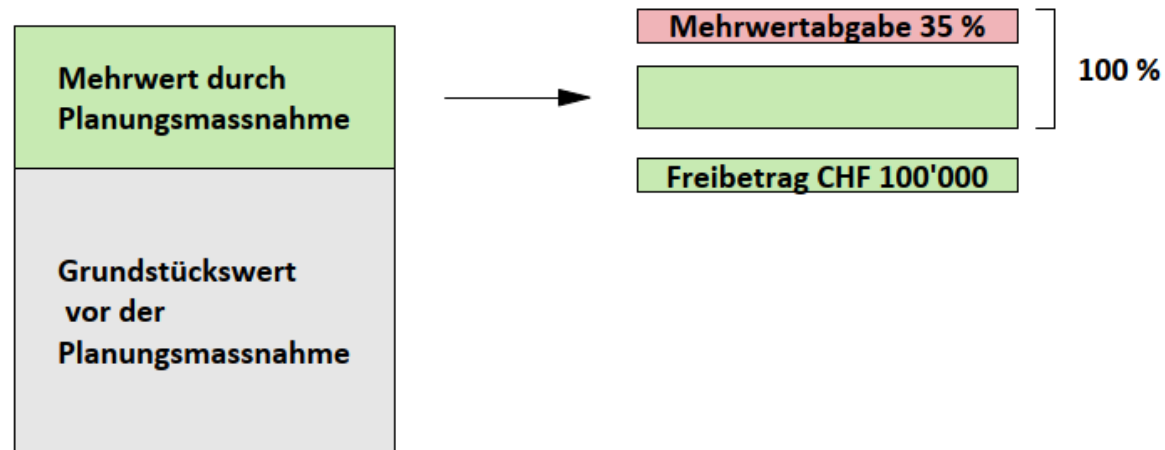 Mehrwert durch
Planungsmassnahme
Grundstückswert
vor der
Planungsmassnahme
Mehrwertabgabe 35 %
100 %
Freibetrag CHF 100'000